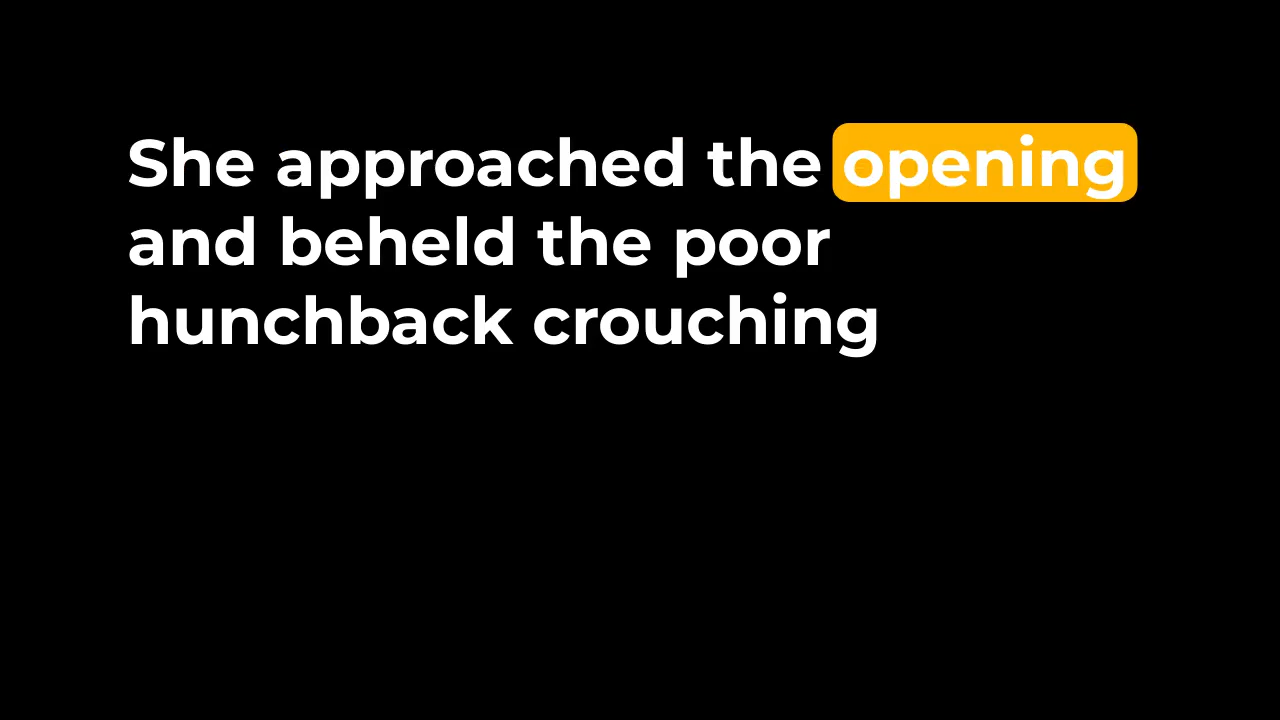 She approached the opening
and beheld the poor
hunchback crouching